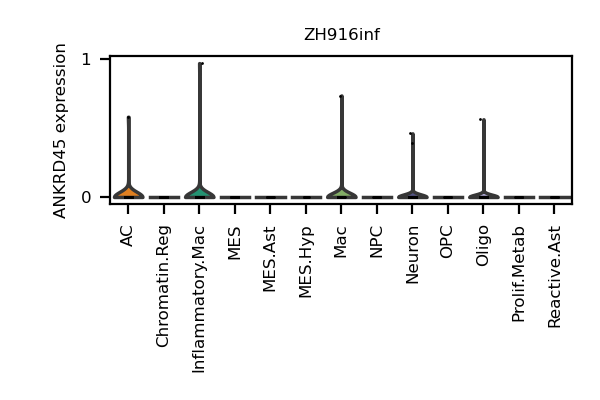 ZH916inf
ANKRD45 expression
1
0
AC
Chromatin.Reg
Inflammatory.Mac
MES
MES.Ast
MES.Hyp
Mac
NPC
Neuron
OPC
Oligo
Prolif.Metab
Reactive.Ast